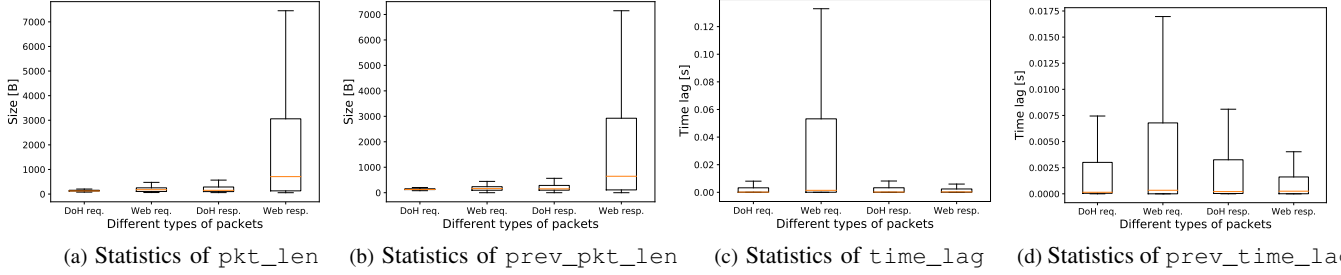 Size [B]
7000
6000
5000
4000
3000
2000
1000
0
DoH req. Web req. DoH resp. Web resp.
Different types of packets
(a) Statistics of pkt_len
Size [B]
7000
6000
5000
4000
3000
2000
1000
0
DoH req. Web req. DoH resp. Web resp.
Different types of packets
(b) Statistics of prev_pkt_len
Time lag [s]
0.12
0.10
0.08
0.06
0.04
0.02
0.00
DoH req. Web req. DoH resp. Web resp.
Different types of packets
(c) Statistics of time_lag
Time lag [s]
0.0175
0.0150
0.0125
0.0100
0.0075
0.0050
0.0025
0.0000
DoH req. Web req. DoH resp. Web resp.
Different types of packets
(d) Statistics of prev_time_la